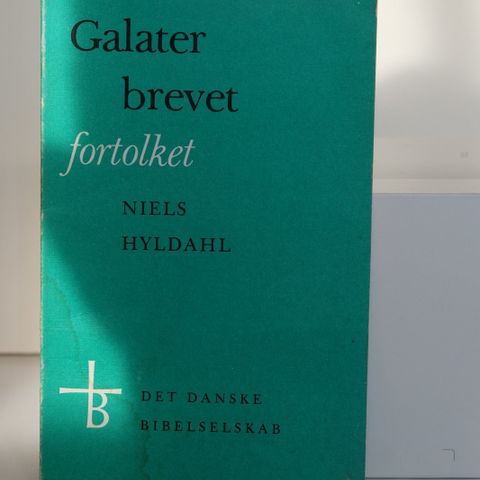 Galater
brevet
fortolket
NIELS
HYLDAHL
B
DET DANSKE
BIBELSELSKAB